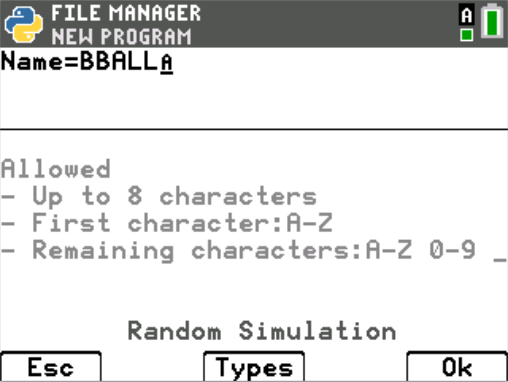 FILE MANAGER
NEW PROGRAM
A
Name=BBALLA
Allowed
- Up to 8 characters
- First character:A-Z
- Remaining characters:A-Z 0-9 _
Random Simulation
Esc Types Ok